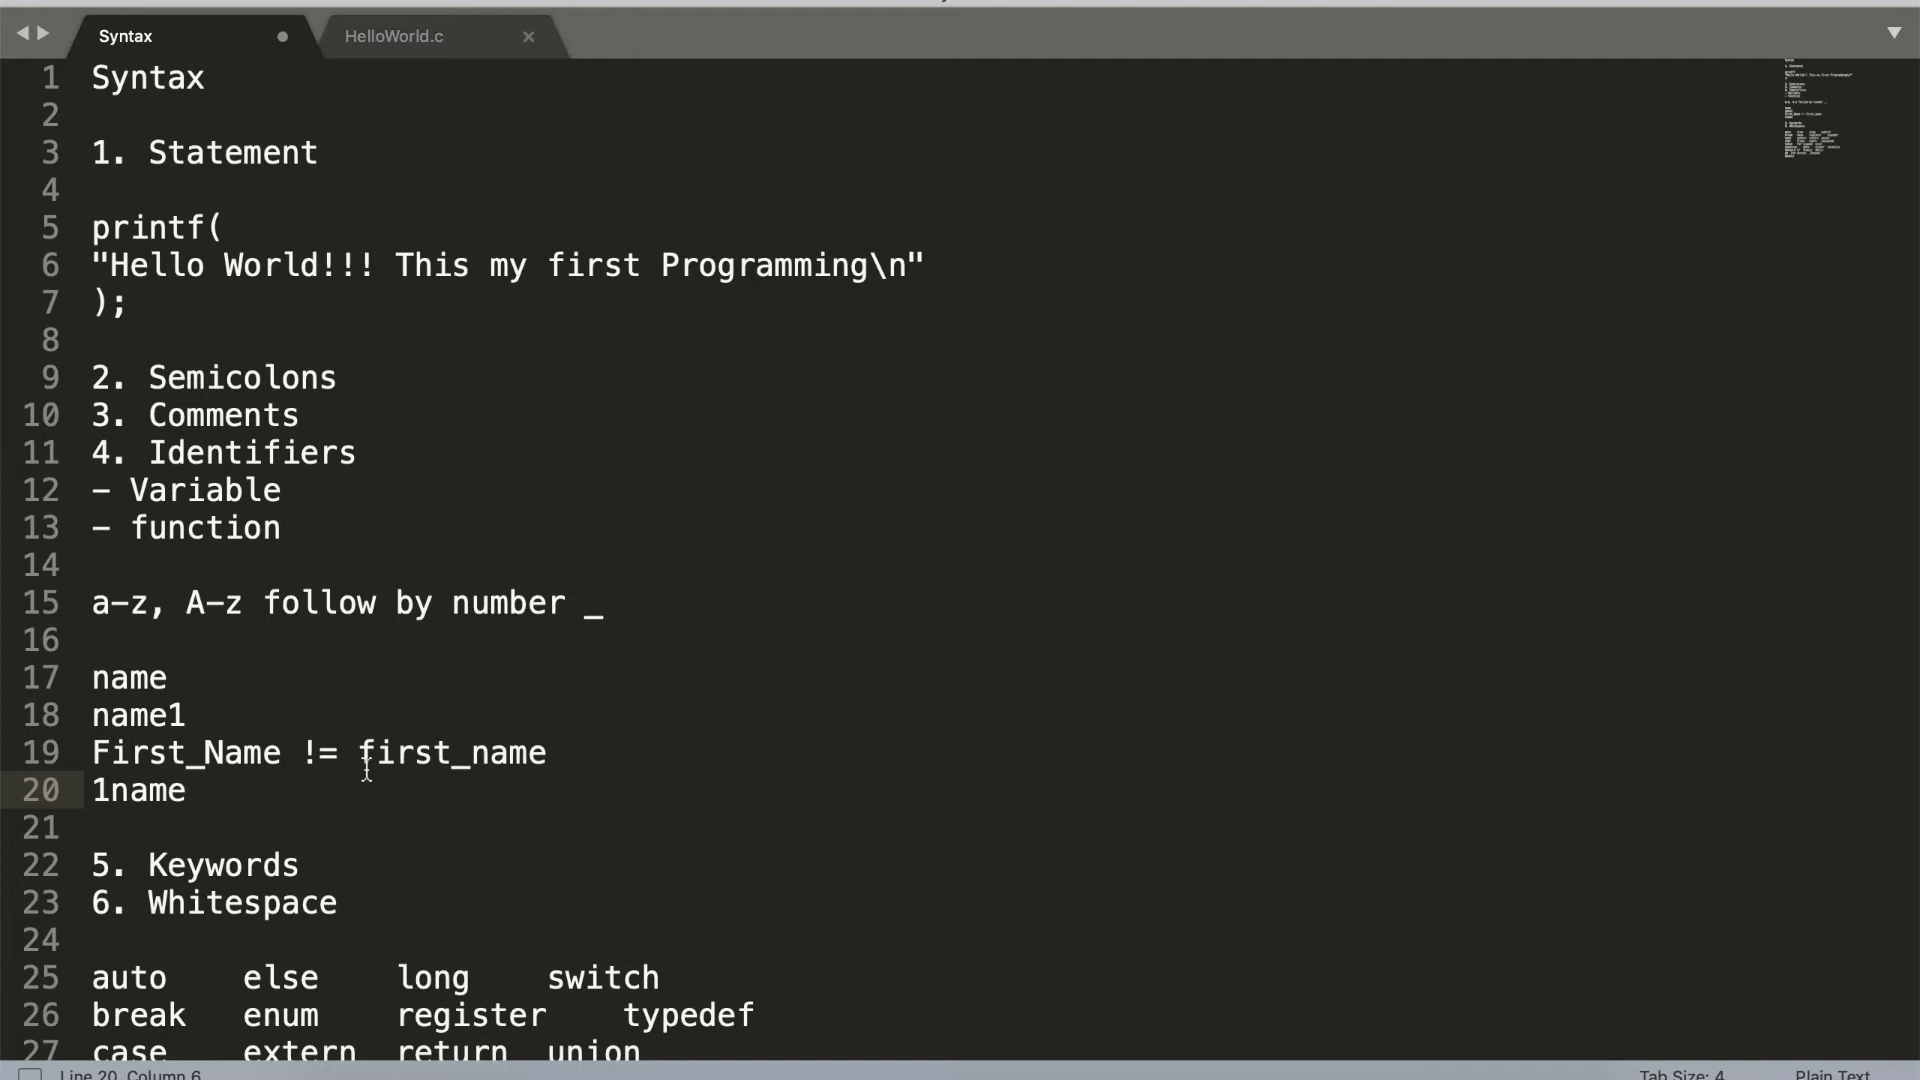 Syntax
HelloWorld.c
1 Syntax
2
3 1. Statement
4
5 printf(
6 "Hello World!!! This my first Programming\n"
7 );
8
9 2. Semicolons
10 3. Comments
11 4. Identifiers
12 - Variable
13 - function
14
15 a-z, A-z follow by number _
16
17 name
18 name1
19 First_Name != first_name
20 1name
21
22 5. Keywords
23 6. Whitespace
24
25 auto else long switch
26 break enum register typedef
27 case extern return union
Line 20, Column 6
Tab Size: 4
Plain Text